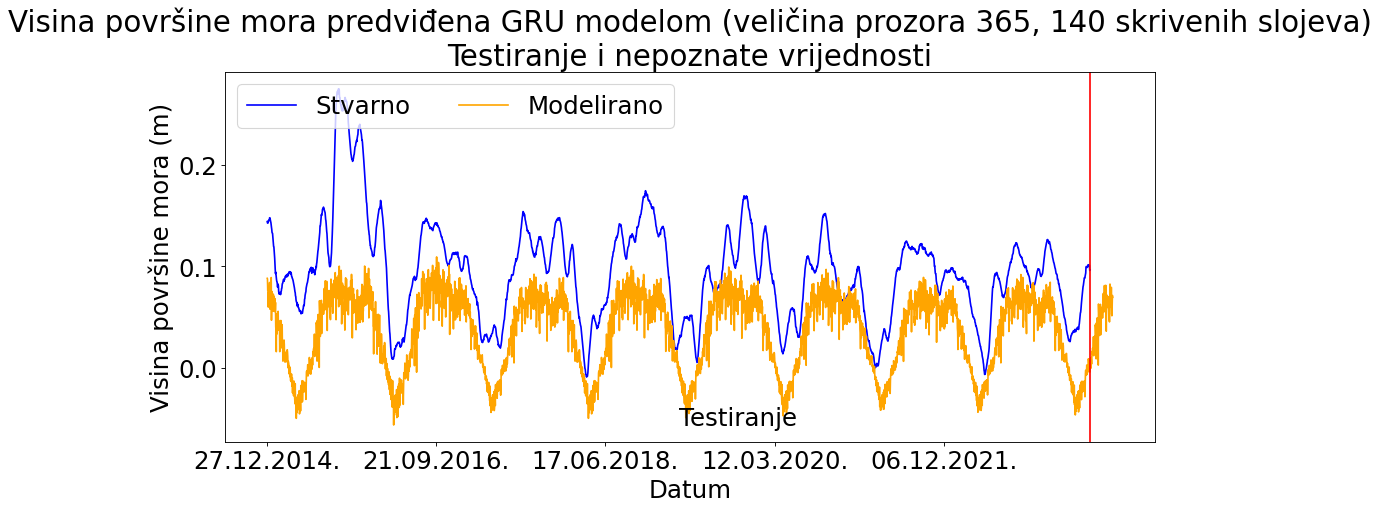 Visina površine mora predviđena GRU modelom (veličina prozora 365, 140 skrivenih slojeva)
Testiranje i nepoznate vrijednosti
Stvarno Modelirano
Visina površine mora (m)
0.2
0.1
0.0
Testiranje
27.12.2014. 21.09.2016. 17.06.2018. 12.03.2020. 06.12.2021.
Datum